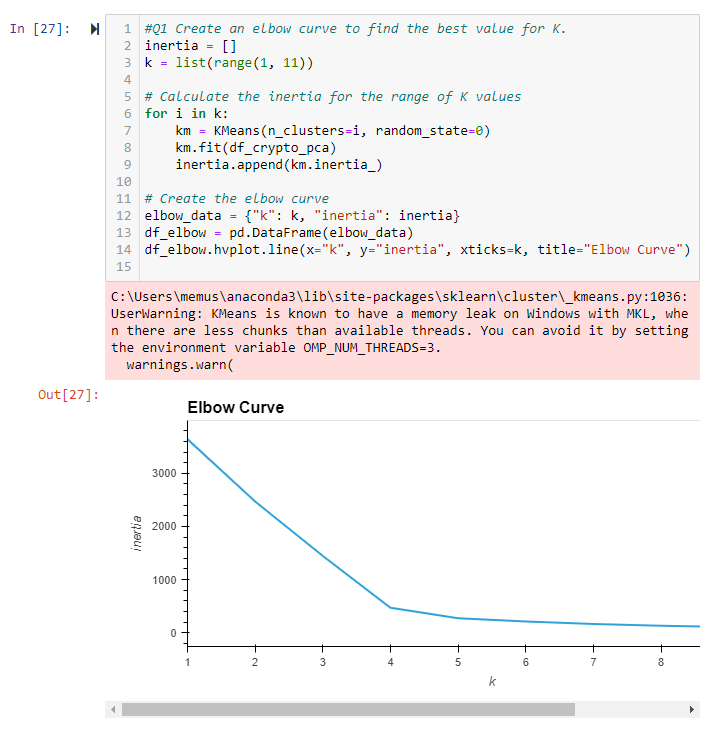 In [27]:
1 #Q1 Create an elbow curve to find the best value for K.
2 inertia = []
3 k = list(range(1, 11))
4
5 # Calculate the inertia for the range of K values
6 for i in k:
7     km = KMeans(n_clusters=i, random_state=0)
8     km.fit(df_crypto_pca)
9     inertia.append(km.inertia_)
10
11 # Create the elbow curve
12 elbow_data = {"k": k, "inertia": inertia}
13 df_elbow = pd.DataFrame(elbow_data)
14 df_elbow.hvplot.line(x="k", y="inertia", xticks=k, title="Elbow Curve")
15
C:\Users\memus\anaconda3\lib\site-packages\sklearn\cluster\_kmeans.py:1036:
UserWarning: KMeans is known to have a memory leak on Windows with MKL, whe
n there are less chunks than available threads. You can avoid it by setting
the environment variable OMP_NUM_THREADS=3.
  warnings.warn(
Out[27]:
Elbow Curve
3000
2000
1000
0
inertia
1 2 3 4 5 6 7 8
k